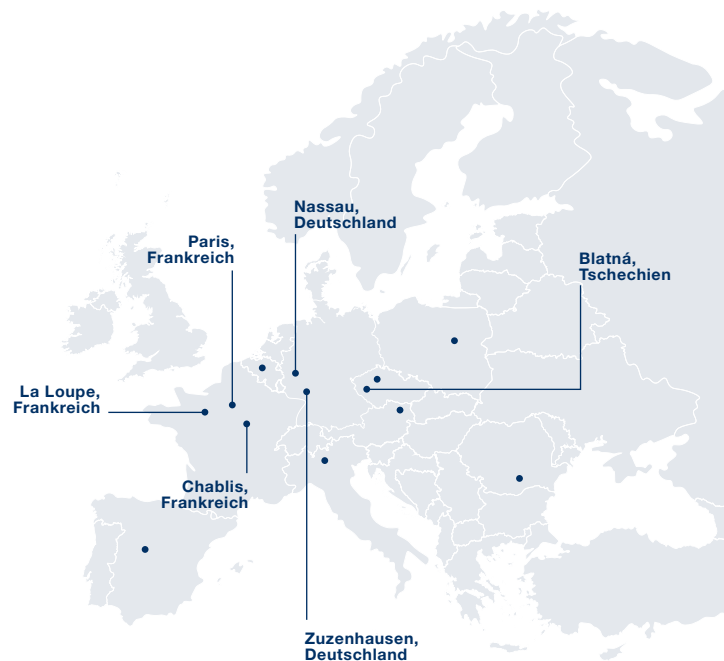 Nassau,
Deutschland
Paris,
Frankreich
Blatná,
Tschechien
La Loupe,
Frankreich
Chablis,
Frankreich
Zuzenhausen,
Deutschland